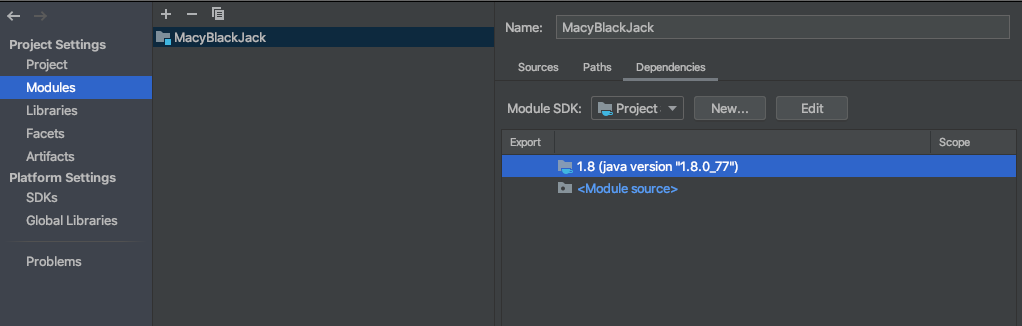 Project Settings
Project
Modules
Libraries
Facets
Artifacts
Platform Settings
SDKs
Global Libraries
Problems
MacyBlackJack
Name: MacyBlackJack
Sources Paths Dependencies
Module SDK: Project New... Edit
Export Scope
1.8 (java version "1.8.0_77")
<Module source>